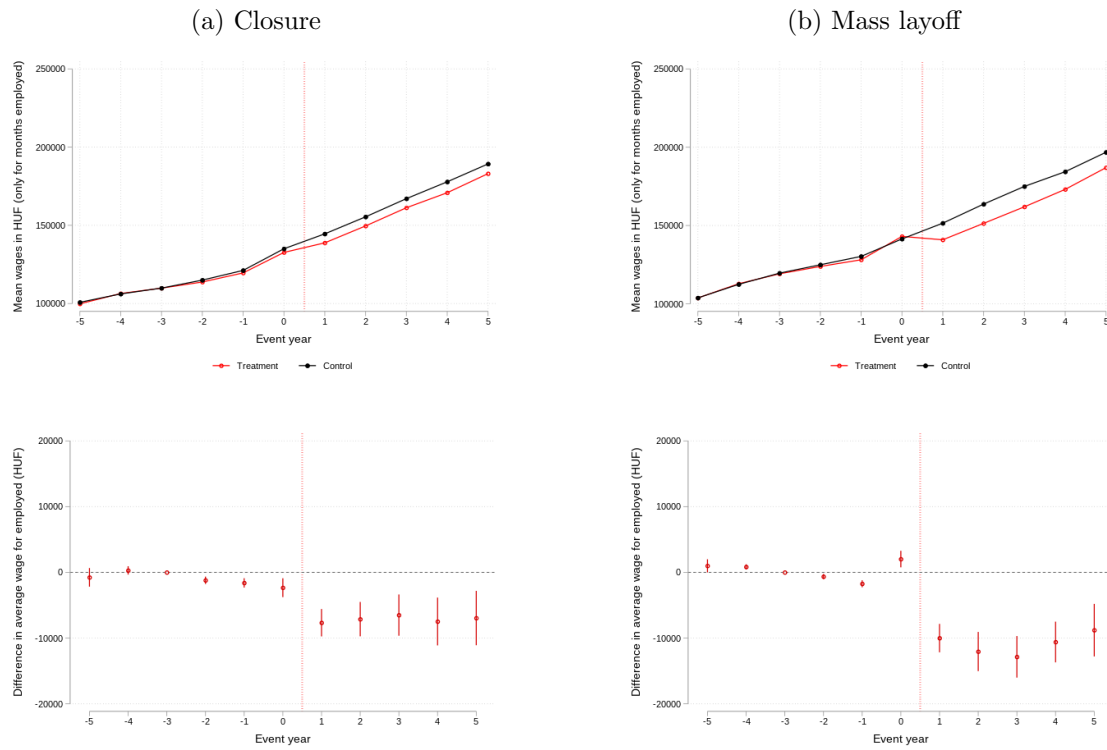 (a) Closure
Mean wages in HUF (only for months employed)
250000
200000
150000
100000
-5 -4 -3 -2 -1 0 1 2 3 4 5
Event year
Treatment Control
(b) Mass layoff
Mean wages in HUF (only for months employed)
250000
200000
150000
100000
-5 -4 -3 -2 -1 0 1 2 3 4 5
Event year
Treatment Control
Difference in average wage for employed (HUF)
20000
10000
0
-10000
-20000
-5 -4 -3 -2 -1 0 1 2 3 4 5
Event year
Difference in average wage for employed (HUF)
20000
10000
0
-10000
-20000
-5 -4 -3 -2 -1 0 1 2 3 4 5
Event year